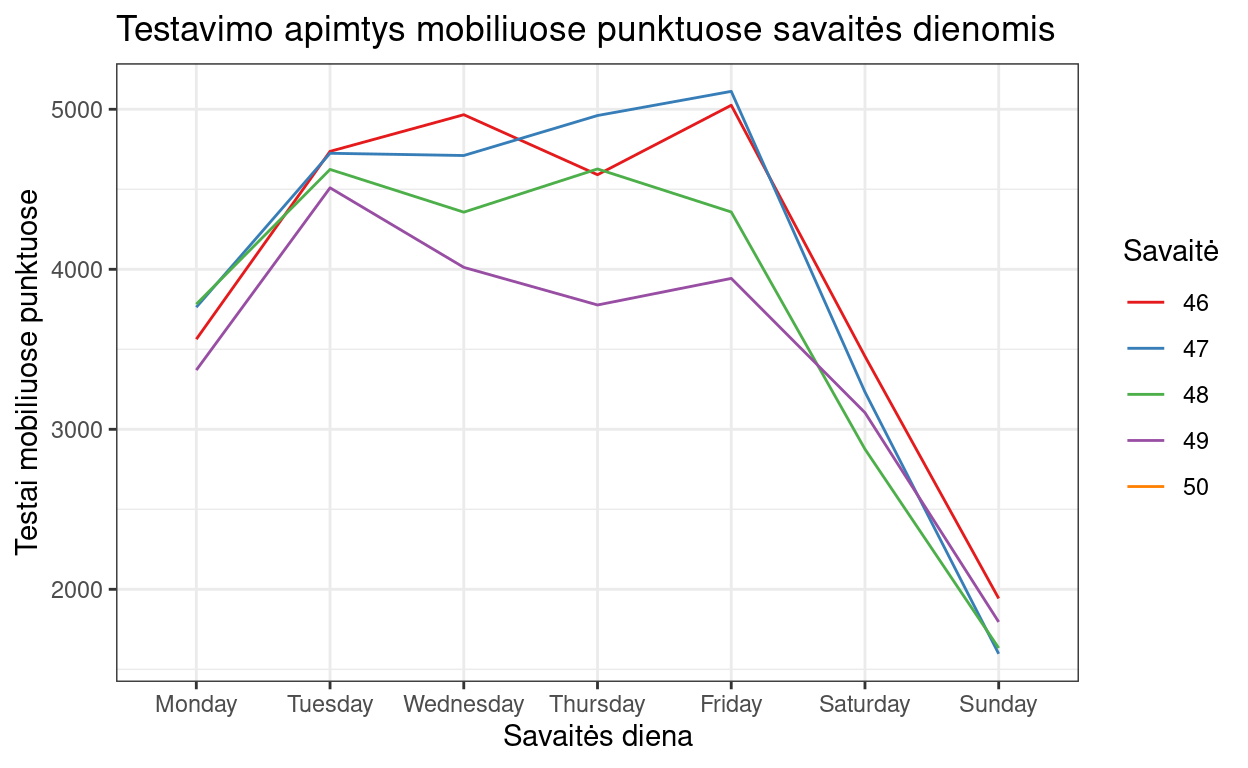 Testavimo apimtys mobiliuose punktuose savaitės dienomis
Testai mobiliuose punktuose
5000
4000
3000
2000
Monday Tuesday Wednesday Thursday Friday Saturday Sunday
Savaitės diena
Savaitė
46
47
48
49
50